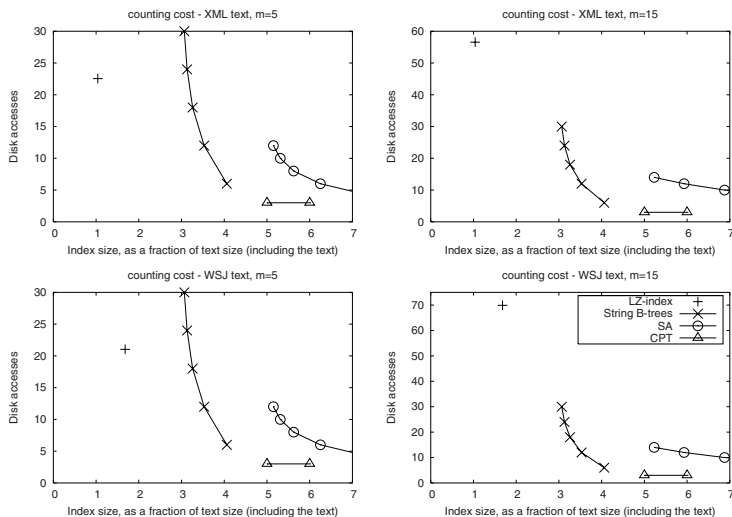 counting cost - XML text, m=5
30
25
20
15
10
5
0
Disk accesses
0 1 2 3 4 5 6 7
Index size, as a fraction of text size (including the text)
counting cost - XML text, m=15
60
50
40
30
20
10
0
Disk accesses
0 1 2 3 4 5 6 7
Index size, as a fraction of text size (including the text)
counting cost - WSJ text, m=5
30
25
20
15
10
5
0
Disk accesses
0 1 2 3 4 5 6 7
Index size, as a fraction of text size (including the text)
counting cost - WSJ text, m=15
70
60
50
40
30
20
10
0
Disk accesses
LZ-index
String B-trees
SA
CPT
0 1 2 3 4 5 6 7
Index size, as a fraction of text size (including the text)